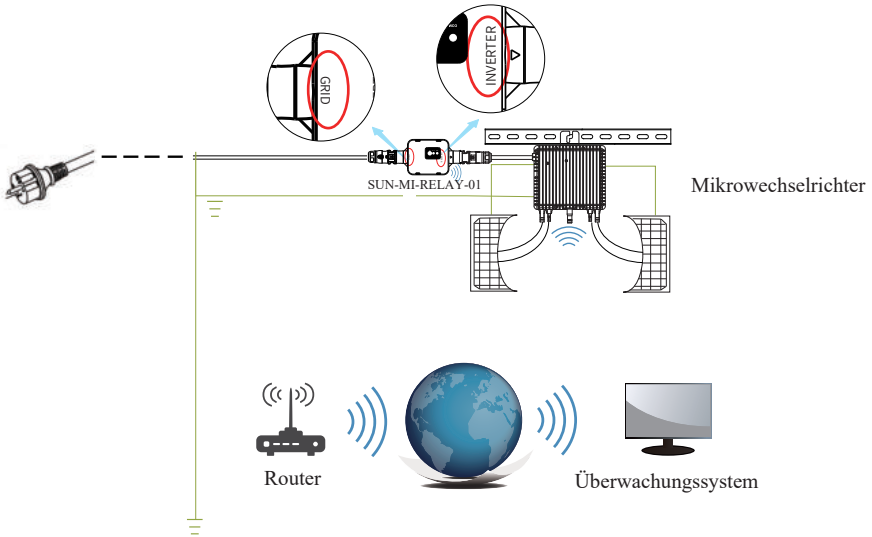 GRID
INVERTER
SUN-MI-RELAY-01
Mikrowechselrichter
Router
Überwachungssystem